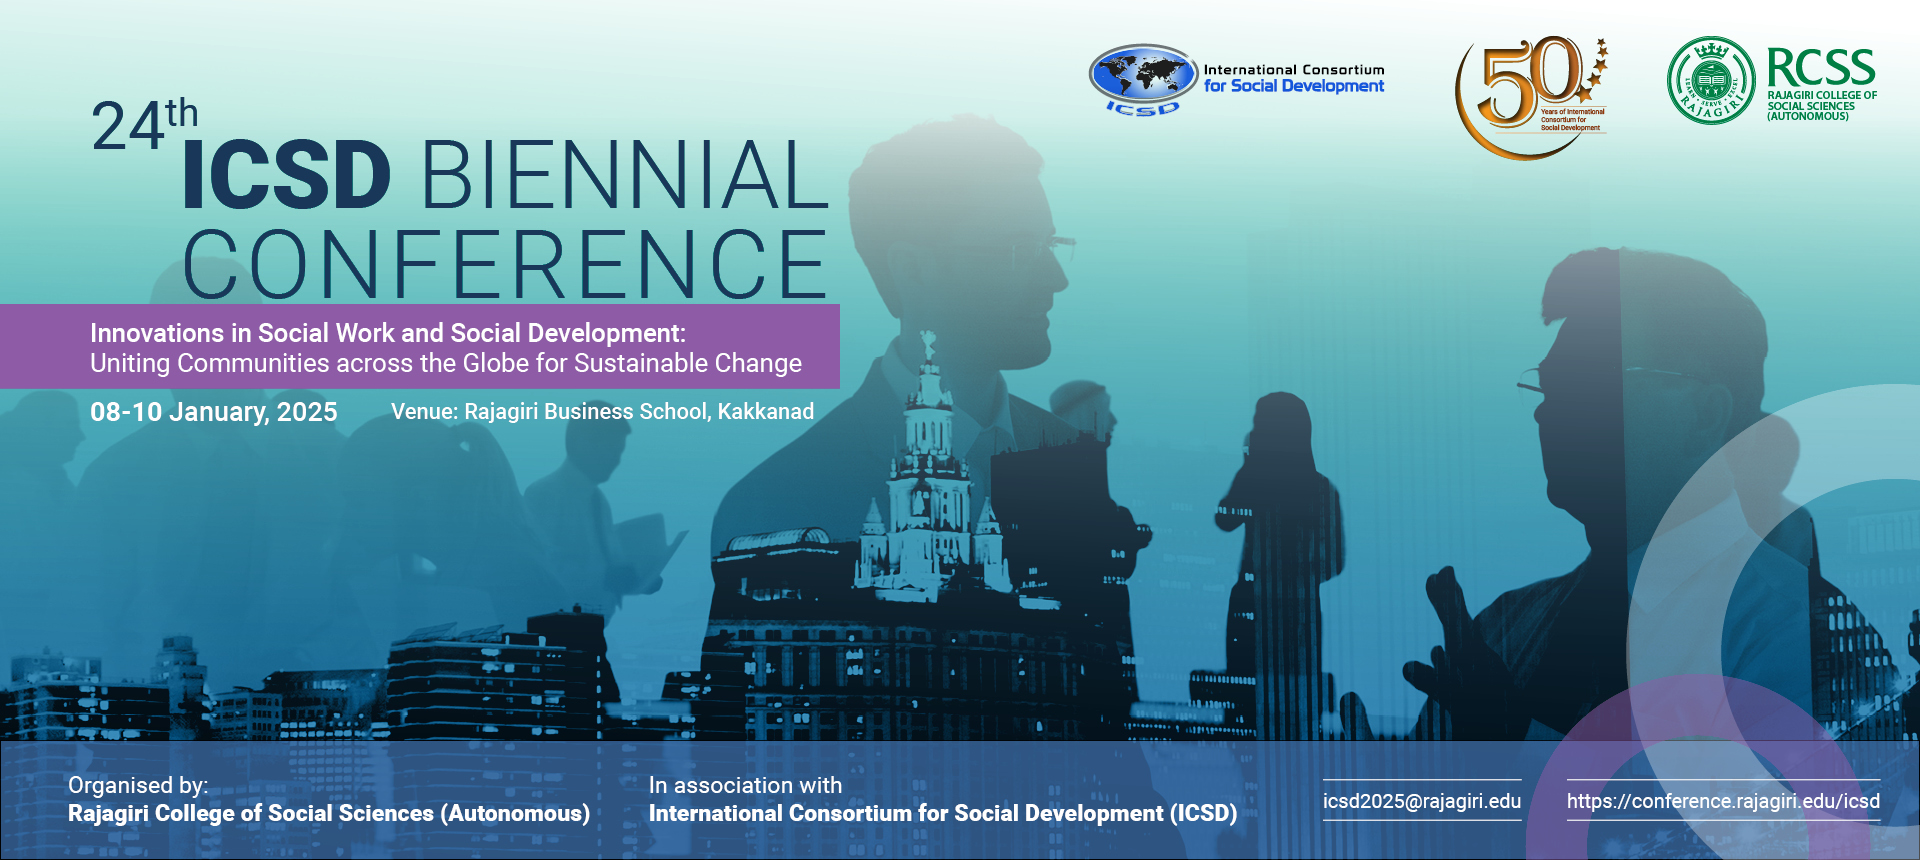 ICSD
International Consortium
for Social Development
50
Years of International
Consortium for
Social Development
LEARN • SERVE • EXCEL
RAJAGIRI
RCSS
RAJAGIRI COLLEGE OF
SOCIAL SCIENCES
(AUTONOMOUS)
24th
ICSD BIENNIAL
CONFERENCE
Innovations in Social Work and Social Development:
Uniting Communities across the Globe for Sustainable Change
08-10 January, 2025
Venue: Rajagiri Business School, Kakkanad
Organised by:
Rajagiri College of Social Sciences (Autonomous)
In association with
International Consortium for Social Development (ICSD)
icsd2025@rajagiri.edu
https://conference.rajagiri.edu/icsd